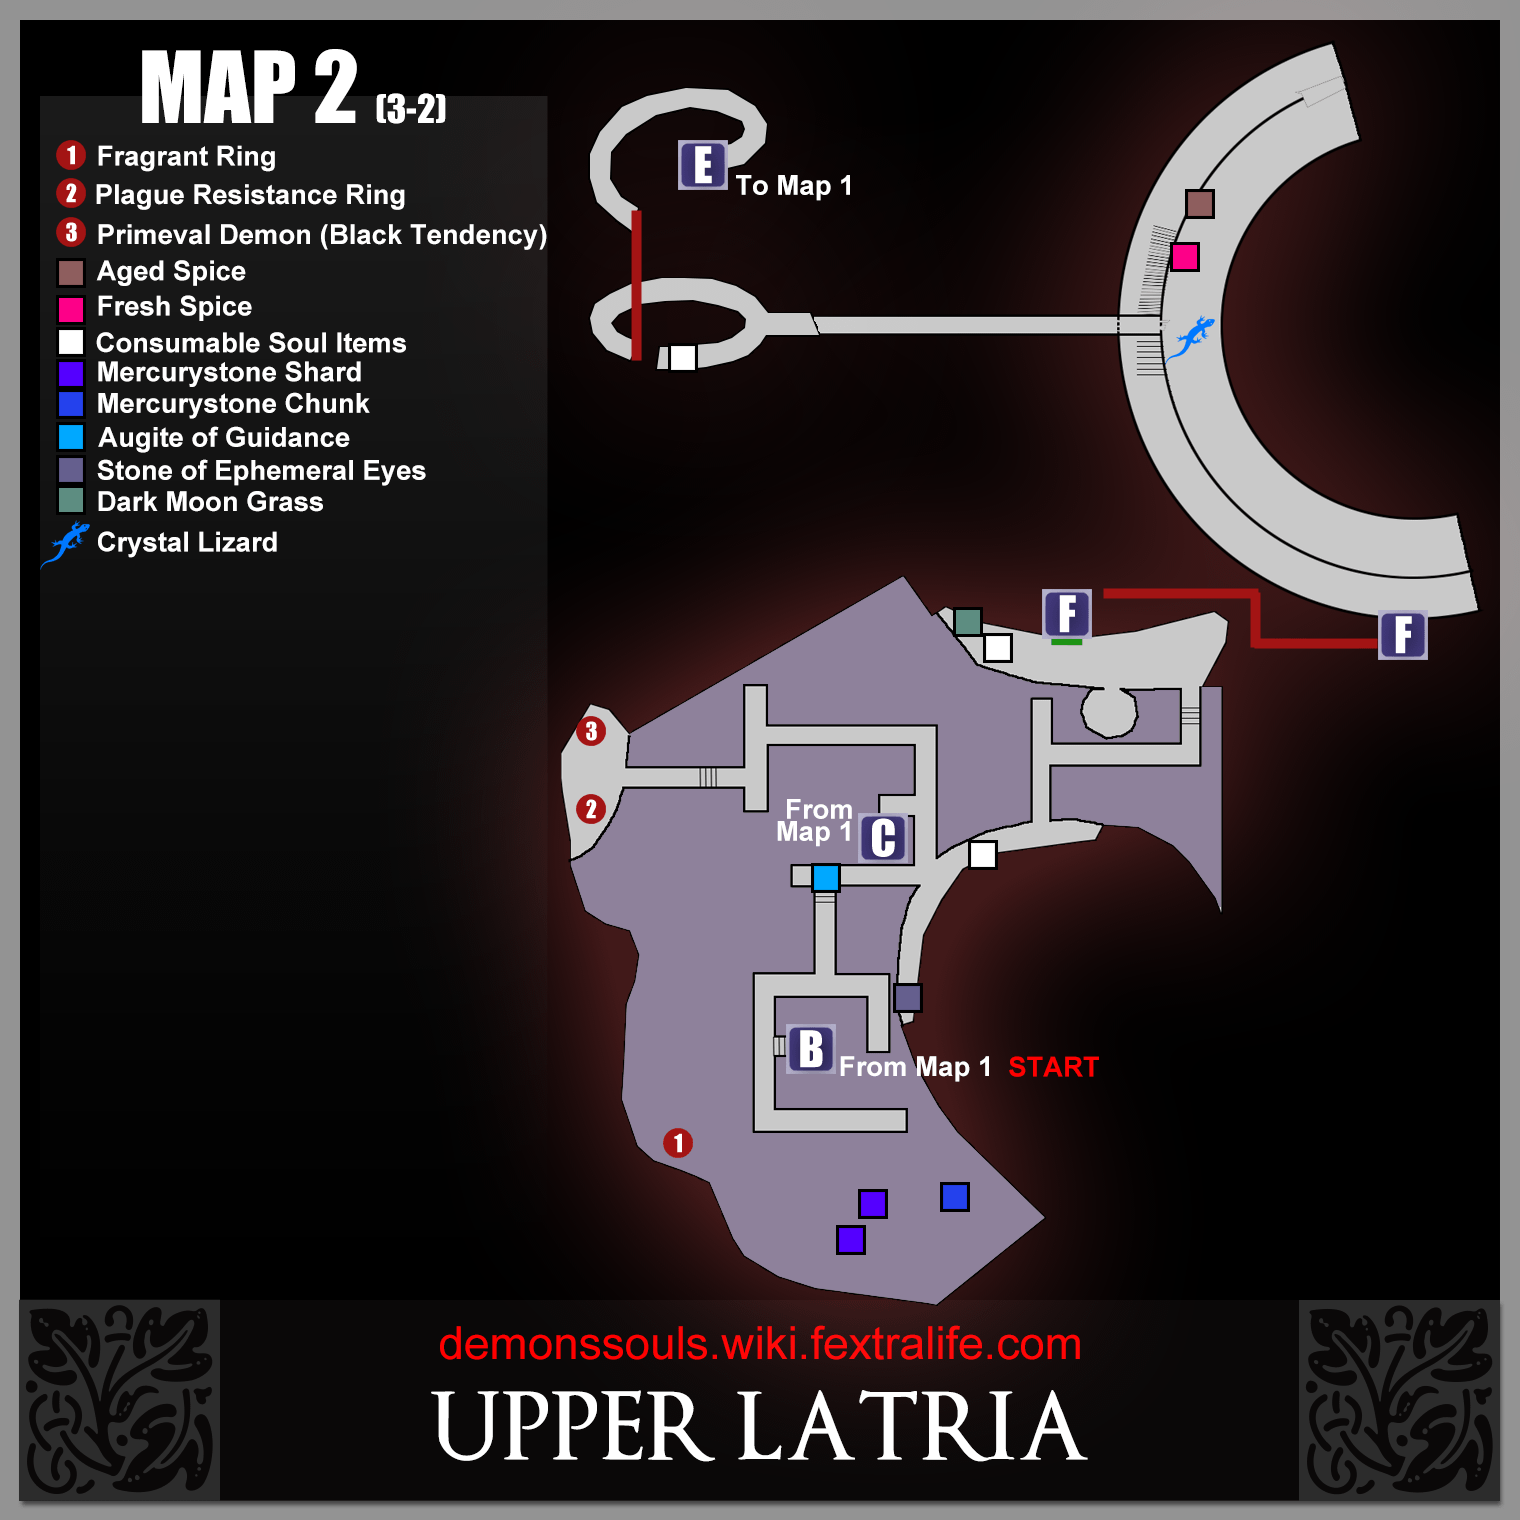 MAP 2 (3-2)
1 Fragrant Ring
2 Plague Resistance Ring
3 Primeval Demon (Black Tendency)
Aged Spice
Fresh Spice
Consumable Soul Items
Mercurystone Shard
Mercurystone Chunk
Augite of Guidance
Stone of Ephemeral Eyes
Dark Moon Grass
Crystal Lizard
E
To Map 1
F
F
3
2
From
Map 1
C
B
From Map 1 START
1
demonssouls.wiki.fextralife.com
UPPER LATRIA